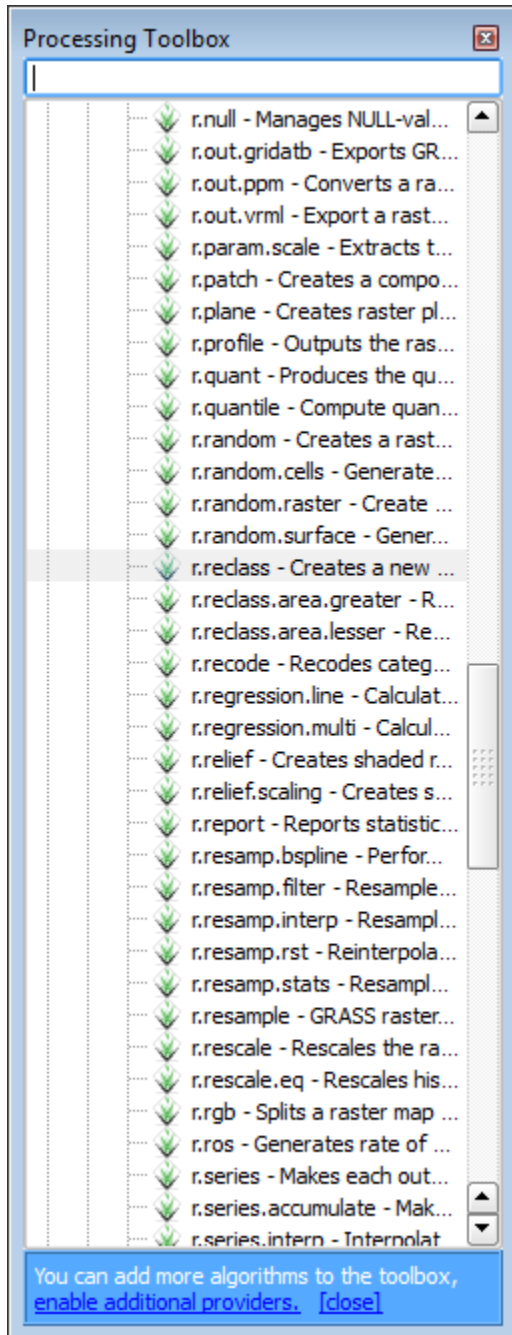 Processing Toolbox
r.null - Manages NULL-val...
r.out.gridatb - Exports GR...
r.out.ppm - Converts a ra...
r.out.vrml - Export a rast...
r.param.scale - Extracts t...
r.patch - Creates a compo...
r.plane - Creates raster pl...
r.profile - Outputs the ras...
r.quant - Produces the qu...
r.quantile - Compute quan...
r.random - Creates a rast...
r.random.cells - Generate...
r.random.raster - Create ...
r.random.surface - Gener...
r.reclass - Creates a new ...
r.reclass.area.greater - R...
r.reclass.area.lesser - Re...
r.recode - Recodes categ...
r.regression.line - Calculat...
r.regression.multi - Calcul...
r.relief - Creates shaded r...
r.relief.scaling - Creates s...
r.report - Reports statistic...
r.resamp.bspline - Perfor...
r.resamp.filter - Resample...
r.resamp.interp - Resampl...
r.resamp.rst - Reinterpola...
r.resamp.stats - Resampl...
r.resample - GRASS raster...
r.rescale - Rescales the ra...
r.rescale.eq - Rescales his...
r.rgb - Splits a raster map ...
r.ros - Generates rate of ...
r.series - Makes each out...
r.series.accumulate - Mak...
r.series.interp - Interpolat
You can add more algorithms to the toolbox,
enable additional providers. [close]